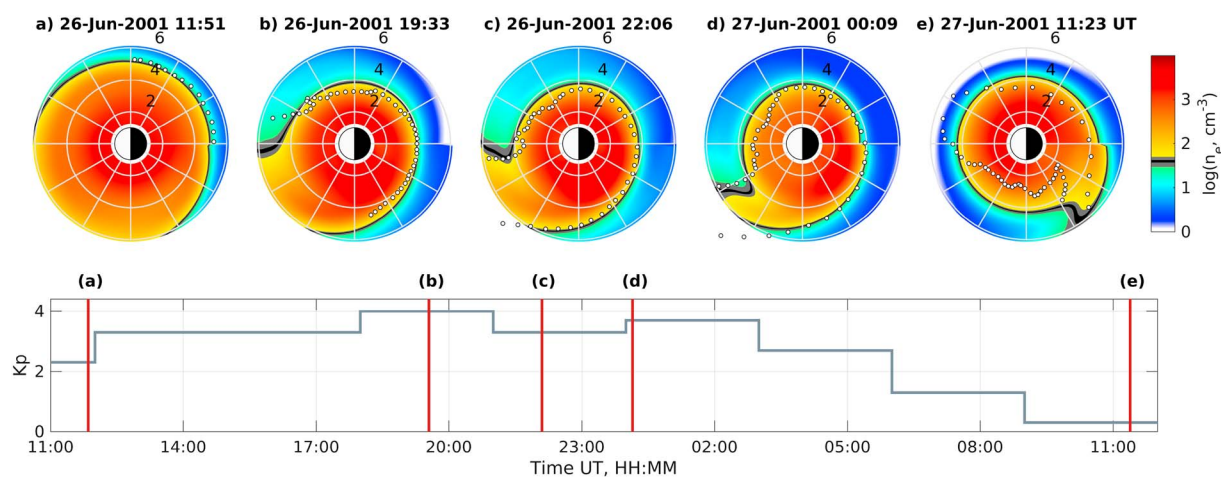 a) 26-Jun-2001 11:51
b) 26-Jun-2001 19:33
c) 26-Jun-2001 22:06
d) 27-Jun-2001 00:09
e) 27-Jun-2001 11:23 UT
6
4
2
6
4
2
6
4
2
6
4
2
6
4
2
3
2
1
0
log(nₑ, cm⁻³)
(a)
(b)
(c)
(d)
(e)
Kp
4
2
0
11:00
14:00
17:00
20:00
23:00
02:00
05:00
08:00
11:00
Time UT, HH:MM